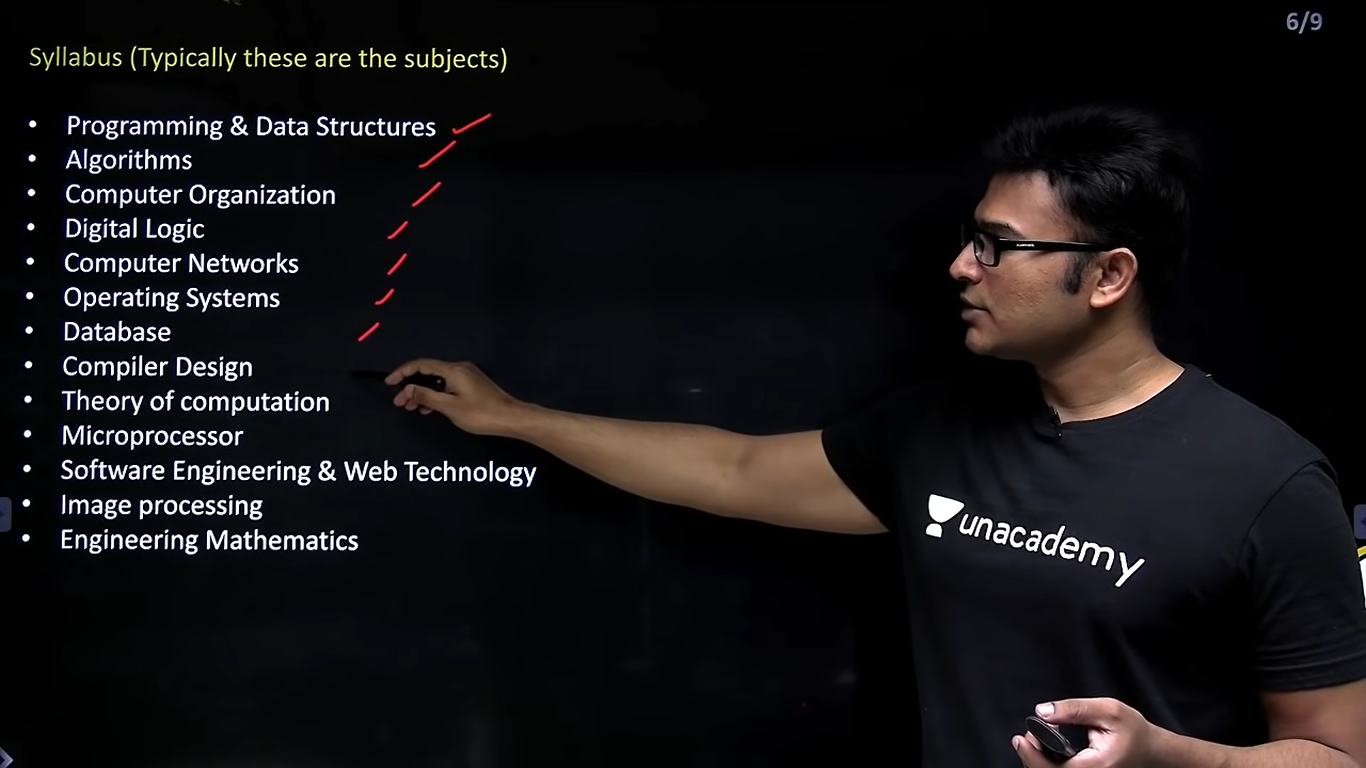 6/9
Syllabus (Typically these are the subjects)
• Programming & Data Structures
• Algorithms
• Computer Organization
• Digital Logic
• Computer Networks
• Operating Systems
• Database
• Compiler Design
• Theory of computation
• Microprocessor
• Software Engineering & Web Technology
• Image processing
• Engineering Mathematics
unacademy